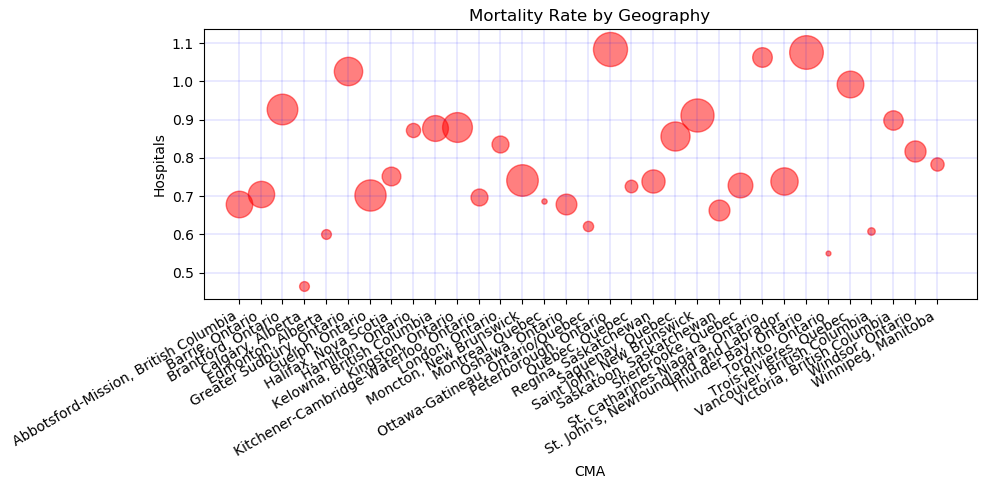 Mortality Rate by Geography
Hospitals
1.1
1.0
0.9
0.8
0.7
0.6
0.5
Abbotsford-Mission, British Columbia
Barrie, Ontario
Brantford, Ontario
Calgary, Alberta
Edmonton, Alberta
Greater Sudbury, Ontario
Guelph, Ontario
Halifax, Nova Scotia
Hamilton, Ontario
Kelowna, British Columbia
Kingston, Ontario
Kitchener-Cambridge-Waterloo, Ontario
London, Ontario
Moncton, New Brunswick
Montreal, Quebec
Oshawa, Ontario
Ottawa-Gatineau, Ontario/Quebec
Peterborough, Ontario
Quebec, Quebec
Regina, Saskatchewan
Saguenay, Quebec
Saint John, New Brunswick
Saskatoon, Saskatchewan
Sherbrooke, Quebec
St. Catharines-Niagara, Ontario
St. John's, Newfoundland and Labrador
Thunder Bay, Ontario
Toronto, Ontario
Trois-Rivieres, Quebec
Vancouver, British Columbia
Victoria, British Columbia
Windsor, Ontario
Winnipeg, Manitoba
CMA